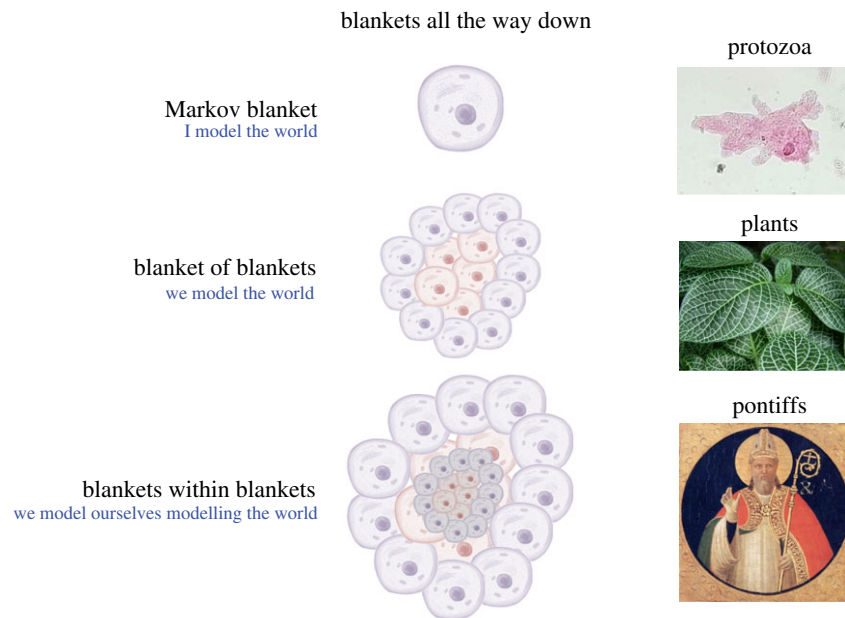 blankets all the way down
protozoa
Markov blanket
I model the world
plants
blanket of blankets
we model the world
pontiffs
blankets within blankets
we model ourselves modelling the world